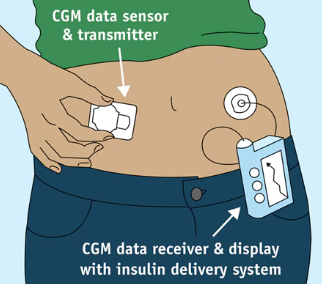 CGM data sensor
& transmitter
CGM data receiver & display
with insulin delivery system